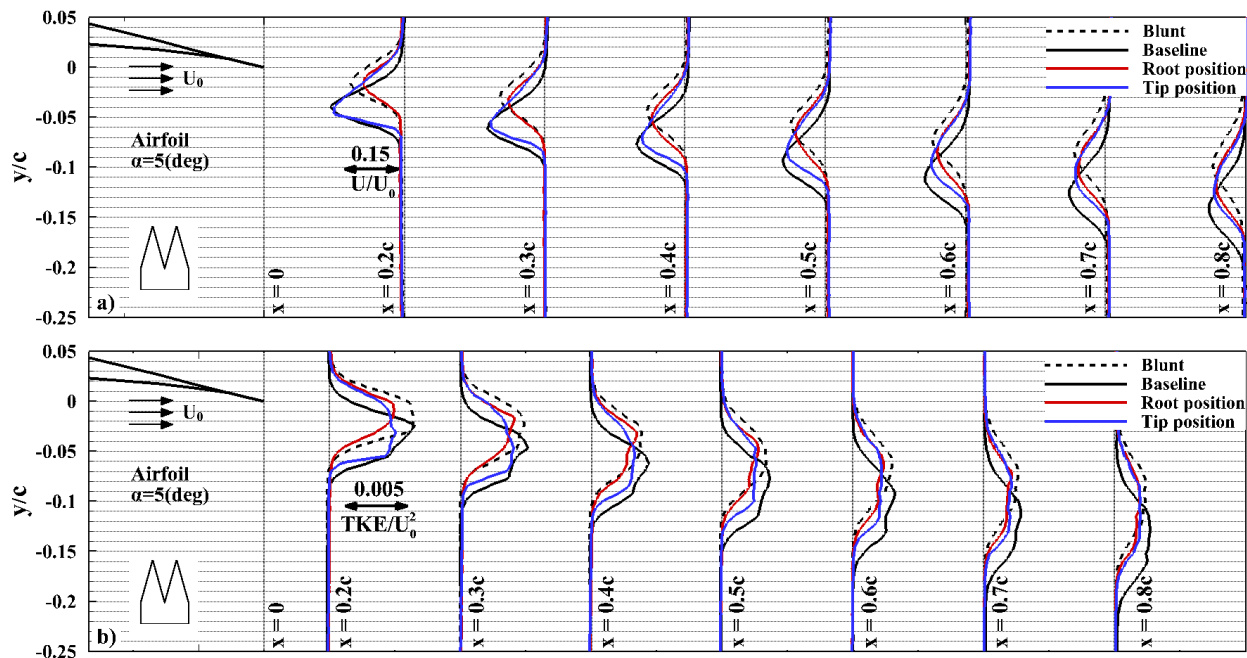 0.05
0
-0.05
-0.1
-0.15
-0.2
-0.25
y/c
U0
Airfoil
α=5(deg)
0.15
U/U0
Blunt
Baseline
Root position
Tip position
x = 0
x = 0.2c
x = 0.3c
x = 0.4c
x = 0.5c
x = 0.6c
x = 0.7c
x = 0.8c
a)
0.05
0
-0.05
-0.1
-0.15
-0.2
-0.25
y/c
U0
Airfoil
α=5(deg)
0.005
TKE/U0²
Blunt
Baseline
Root position
Tip position
x = 0
x = 0.2c
x = 0.3c
x = 0.4c
x = 0.5c
x = 0.6c
x = 0.7c
x = 0.8c
b)